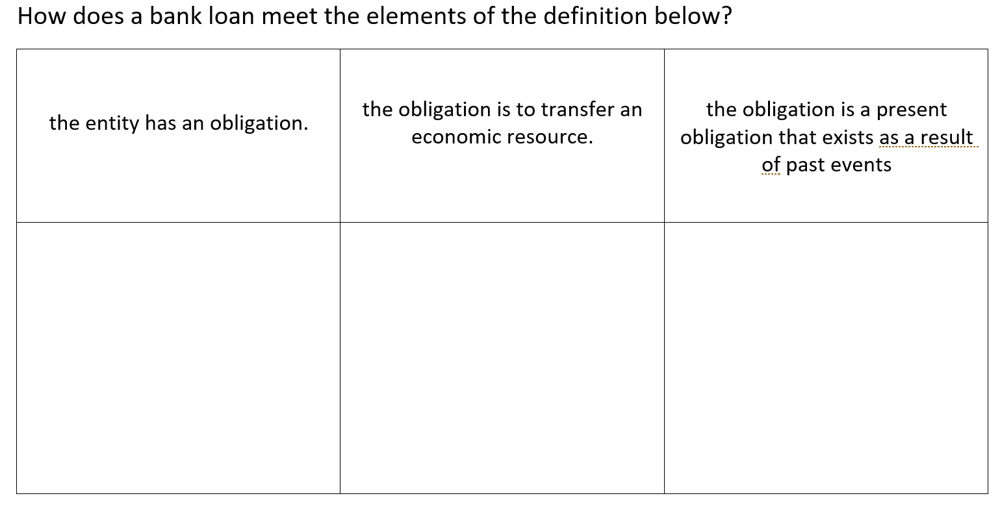 How does a bank loan meet the elements of the definition below?
the entity has an obligation.
the obligation is to transfer an
economic resource.
the obligation is a present
obligation that exists as a result
of past events